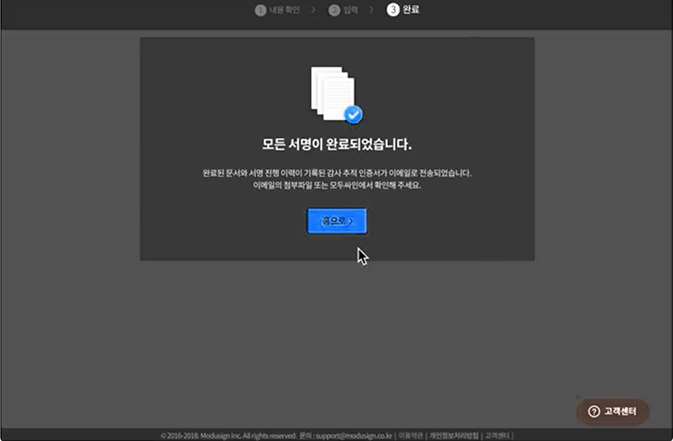 1 내용 확인 > 2 입력 > 3 완료
모든 서명이 완료되었습니다.
완료된 문서와 서명 진행 이력이 기록된 감사 추적 인증서가 이메일로 전송되었습니다.
이메일의 첨부파일 또는 모두싸인에서 확인해 주세요.
홈으로 >
? 고객센터
© 2016-2018. Modusign Inc. All rights reserved. 문의 : support@modusign.co.kr | 이용약관 | 개인정보처리방침 | 고객센터 |